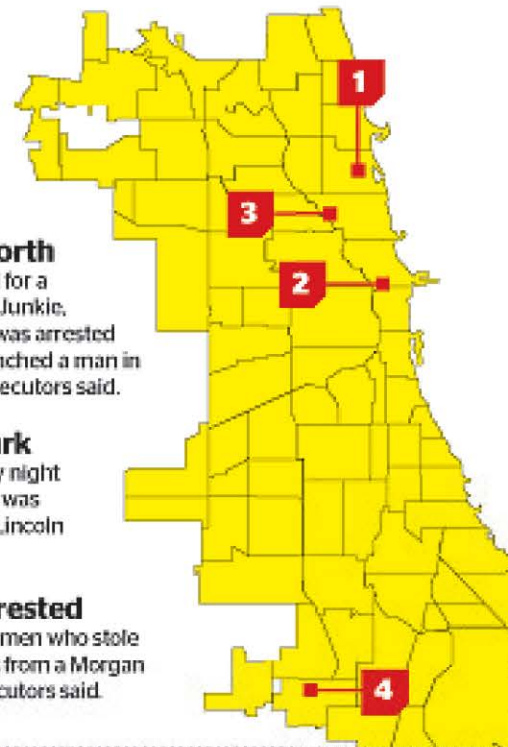 1
3
2
orth
for a
Junkie,
was arrested
nched a man in
ecutors said.
rk
y night
was
Lincoln
rested
men who stole
s from a Morgan
cutors said.
4